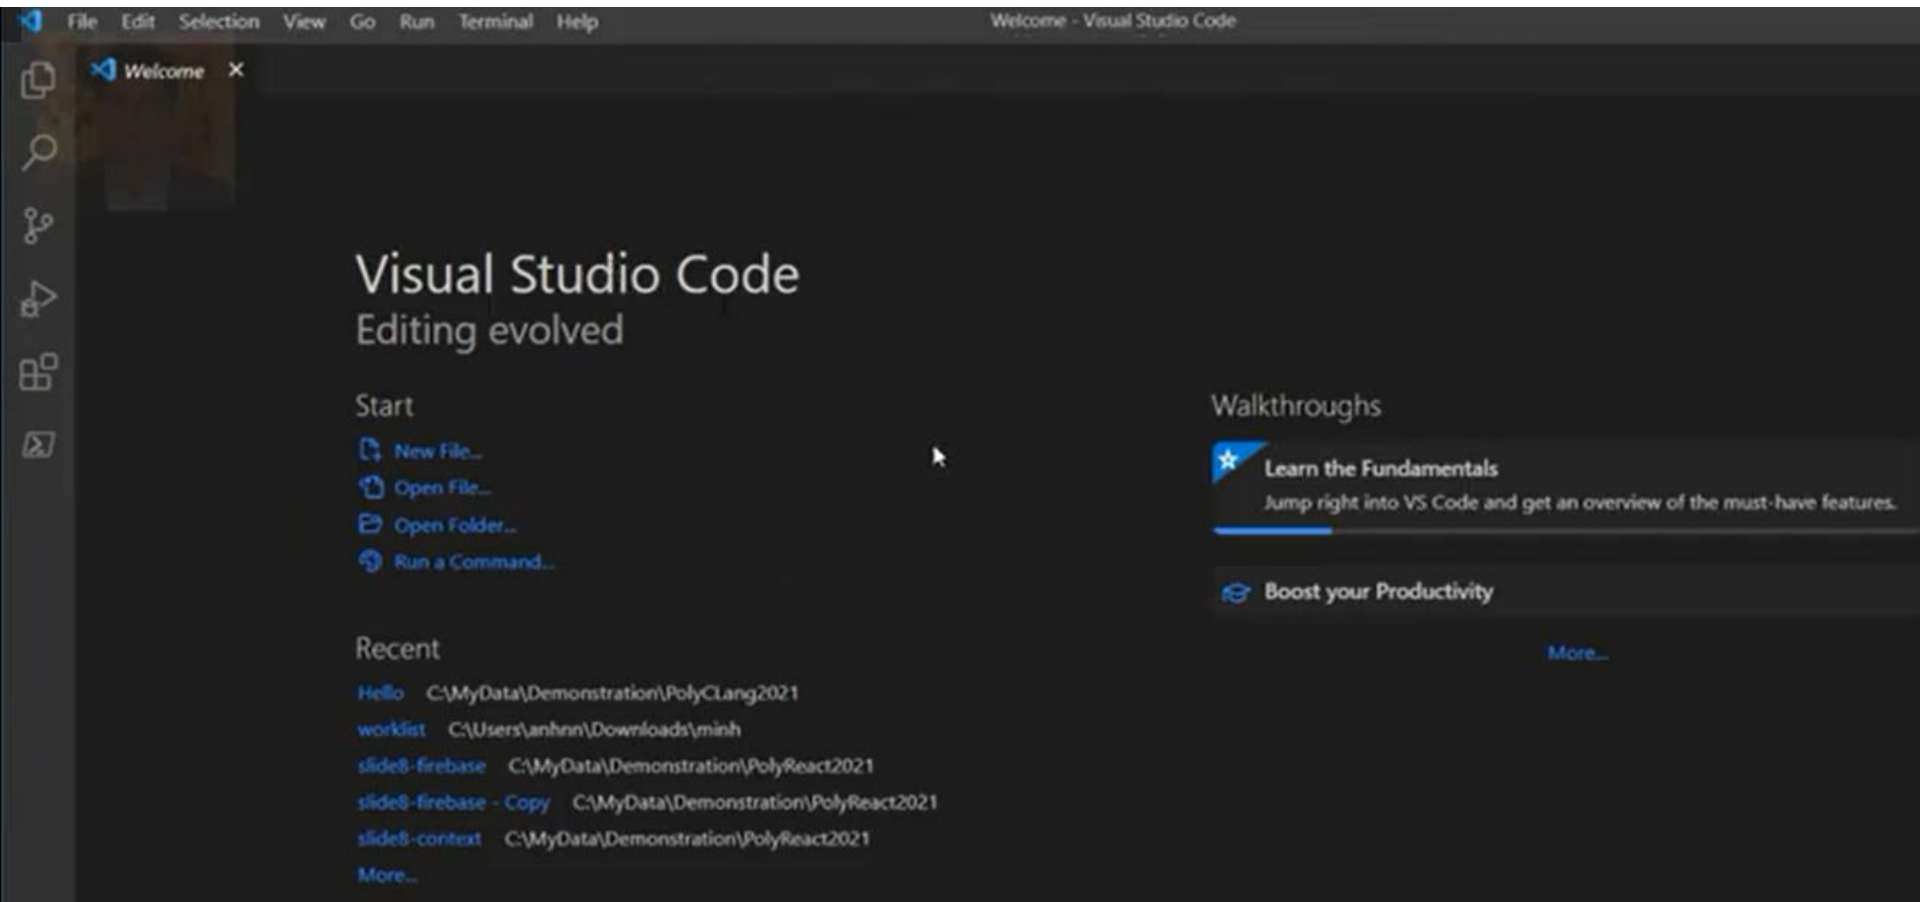 File Edit Selection View Go Run Terminal Help Welcome - Visual Studio Code
Welcome
Visual Studio Code
Editing evolved
Start
New File...
Open File...
Open Folder...
Run a Command...
Recent
Hello C:\MyData\Demonstration\PolyCLang2021
worklist C:\Users\anhnn\Downloads\minh
slide8-firebase C:\MyData\Demonstration\PolyReact2021
slide8-firebase - Copy C:\MyData\Demonstration\PolyReact2021
slide8-context C:\MyData\Demonstration\PolyReact2021
More...
Walkthroughs
Learn the Fundamentals
Jump right into VS Code and get an overview of the must-have features.
Boost your Productivity
More...